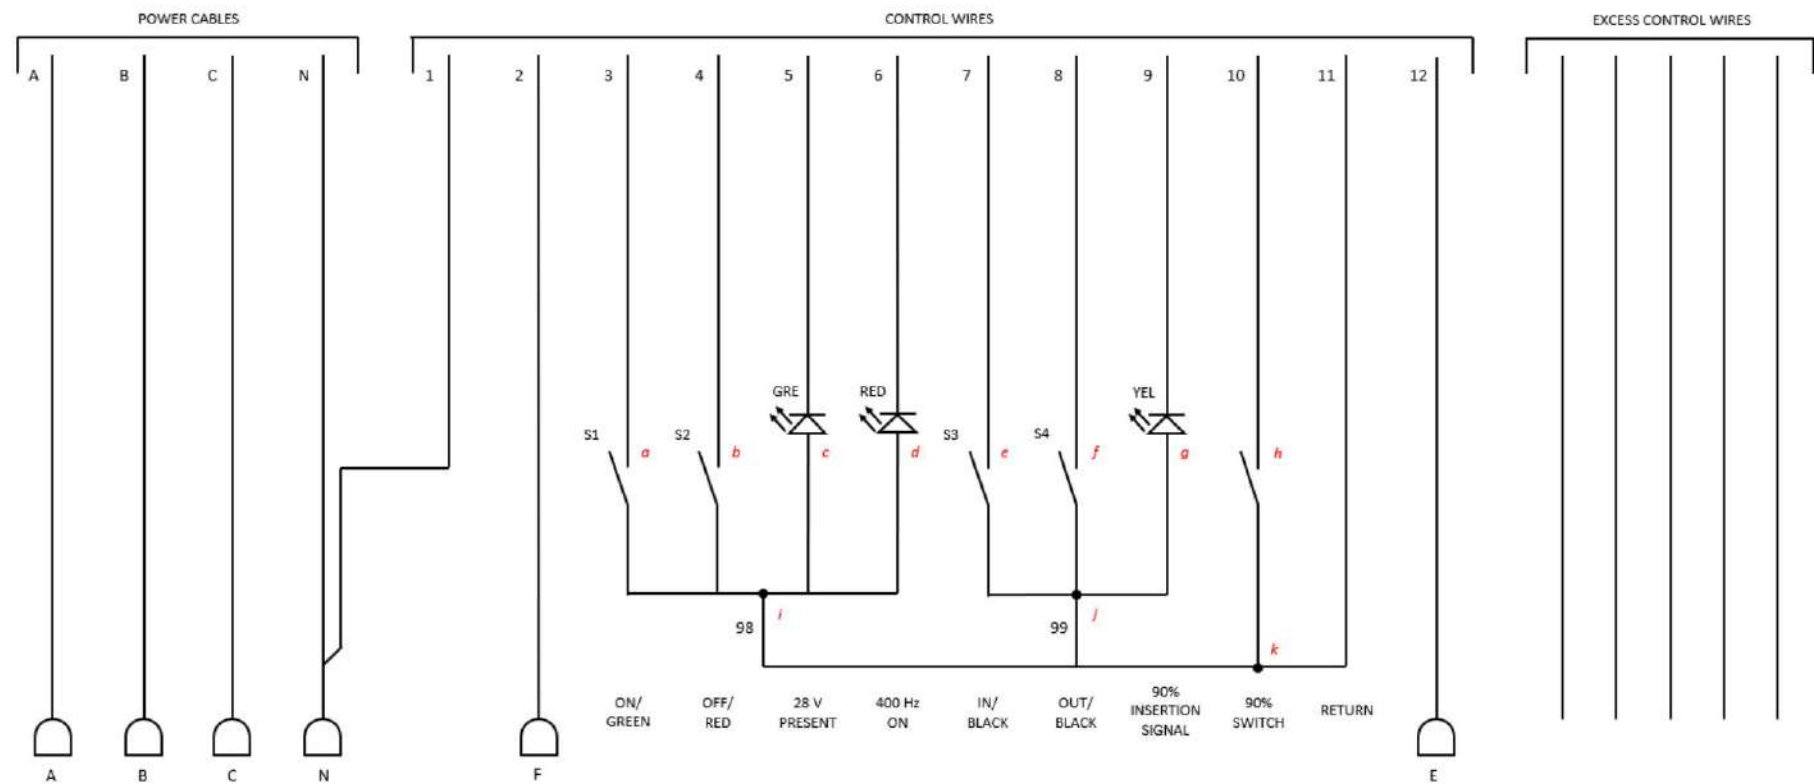 POWER CABLES
CONTROL WIRES
EXCESS CONTROL WIRES
A B C N 1 2 3 4 5 6 7 8 9 10 11 12
GRE RED YEL
S1 S2 S3 S4
a b c d e f g h
i j
98 99
k
ON/ OFF/ 28 V 400 Hz IN/ OUT/ 90% 90% RETURN
GREEN RED PRESENT ON BLACK BLACK INSERTION SWITCH
SIGNAL
A B C N F E